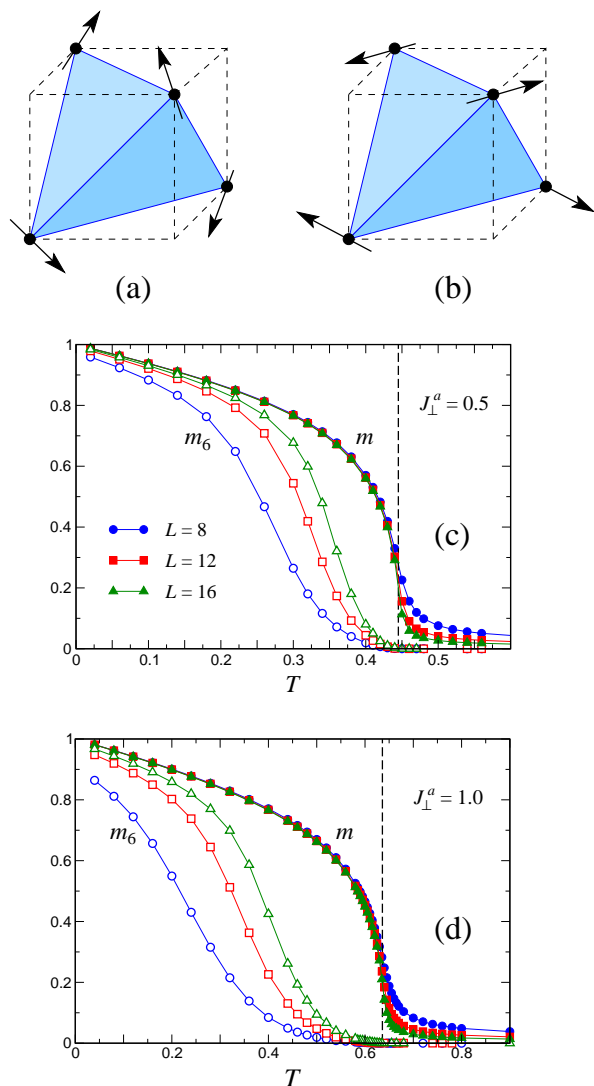 (a) (b)
1
0.8
0.6
0.4
0.2
0
J⊥ᵃ = 0.5
m₆ m
(c)
L = 8
L = 12
L = 16
0 0.1 0.2 0.3 0.4 0.5
T
1
0.8
0.6
0.4
0.2
0
J⊥ᵃ = 1.0
m₆ m
(d)
0 0.2 0.4 0.6 0.8
T